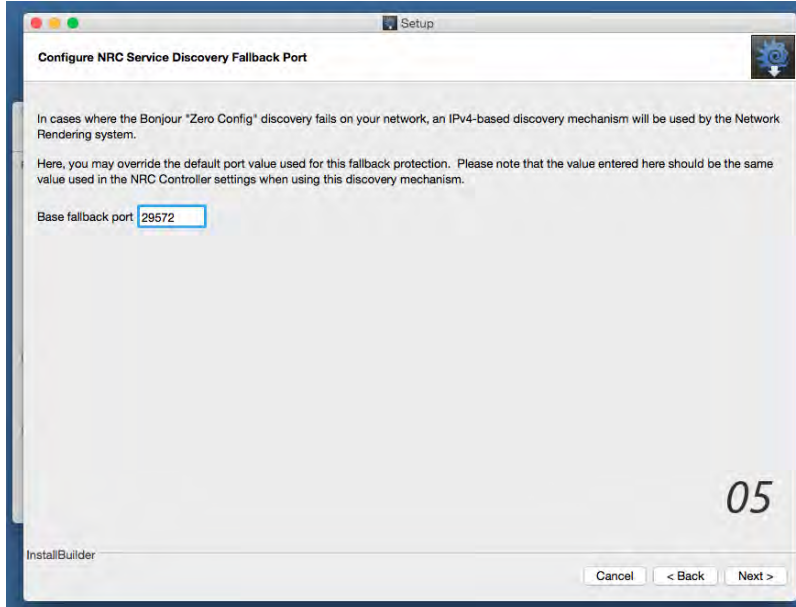 Setup
Configure NRC Service Discovery Fallback Port
In cases where the Bonjour "Zero Config" discovery fails on your network, an IPv4-based discovery mechanism will be used by the Network
Rendering system.
Here, you may override the default port value used for this fallback protection.  Please note that the value entered here should be the same
value used in the NRC Controller settings when using this discovery mechanism.
Base fallback port 29572
05
InstallBuilder
Cancel < Back Next >